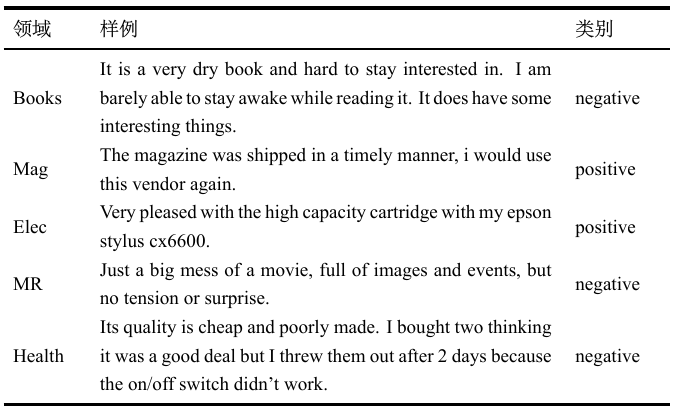 领域 样例 类别
It is a very dry book and hard to stay interested in. I am
Books barely able to stay awake while reading it. It does have some negative
interesting things.
The magazine was shipped in a timely manner, i would use
Mag positive
this vendor again.
Very pleased with the high capacity cartridge with my epson
Elec positive
stylus cx6600.
Just a big mess of a movie, full of images and events, but
MR negative
no tension or surprise.
Its quality is cheap and poorly made. I bought two thinking
Health it was a good deal but I threw them out after 2 days because negative
the on/off switch didn’t work.